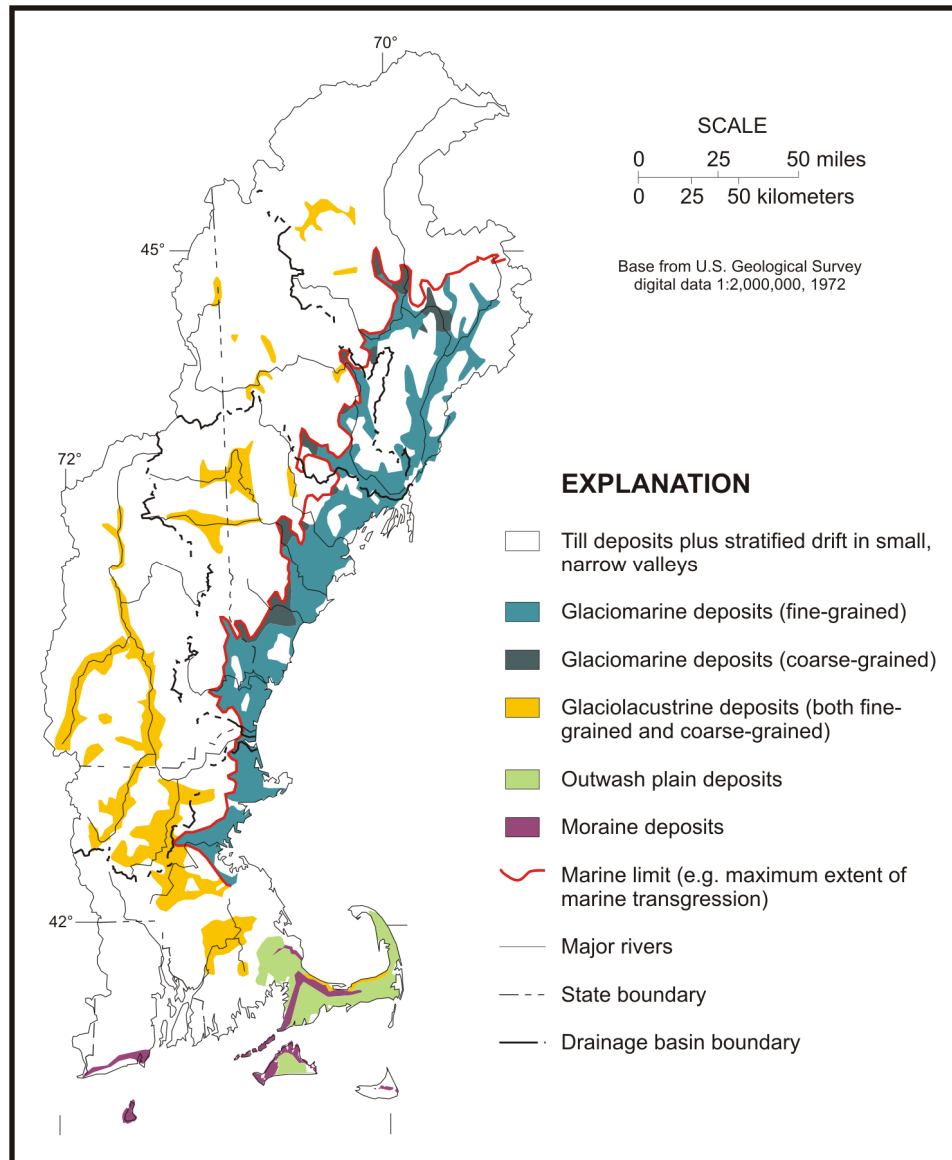 70°
SCALE
0 25 50 miles
0 25 50 kilometers
45°
Base from U.S. Geological Survey
digital data 1:2,000,000, 1972
72°
EXPLANATION
Till deposits plus stratified drift in small,
narrow valleys
Glaciomarine deposits (fine-grained)
Glaciomarine deposits (coarse-grained)
Glaciolacustrine deposits (both fine-
grained and coarse-grained)
Outwash plain deposits
Moraine deposits
Marine limit (e.g. maximum extent of
marine transgression)
42°
Major rivers
State boundary
Drainage basin boundary